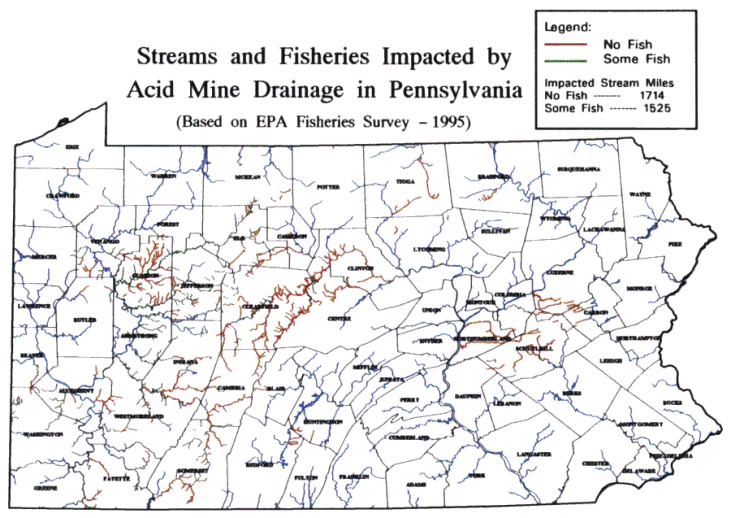 Streams and Fisheries Impacted by
Acid Mine Drainage in Pennsylvania
(Based on EPA Fisheries Survey - 1995)
Legend:
No Fish
Some Fish
Impacted Stream Miles
No Fish ------- 1714
Some Fish ------- 1525
ERIE
CRAWFORD
WARREN
MCKEAN
POTTER
TIOGA
BRADFORD
SUSQUEHANNA
WAYNE
FOREST
ELK
CAMERON
VENANGO
MERCER
LYCOMING
SULLIVAN
WYOMING
LACKAWANNA
PIKE
CLARION
CLINTON
JEFFERSON
LUZERNE
MONROE
LAWRENCE
BUTLER
CLEARFIELD
CENTRE
UNION
MONTOUR
COLUMBIA
CARBON
ARMSTRONG
SNYDER
NORTHUMBERLAND
SCHUYLKILL
NORTHAMPTON
BEAVER
INDIANA
LEHIGH
ALLEGHENY
CAMBRIA
BLAIR
MIFFLIN
JUNIATA
PERRY
DAUPHIN
LEBANON
BERKS
BUCKS
WESTMORELAND
HUNTINGDON
MONTGOMERY
WASHINGTON
CUMBERLAND
LANCASTER
PHILADELPHIA
CHESTER
DELAWARE
GREENE
FAYETTE
SOMERSET
BEDFORD
FULTON
FRANKLIN
ADAMS
YORK